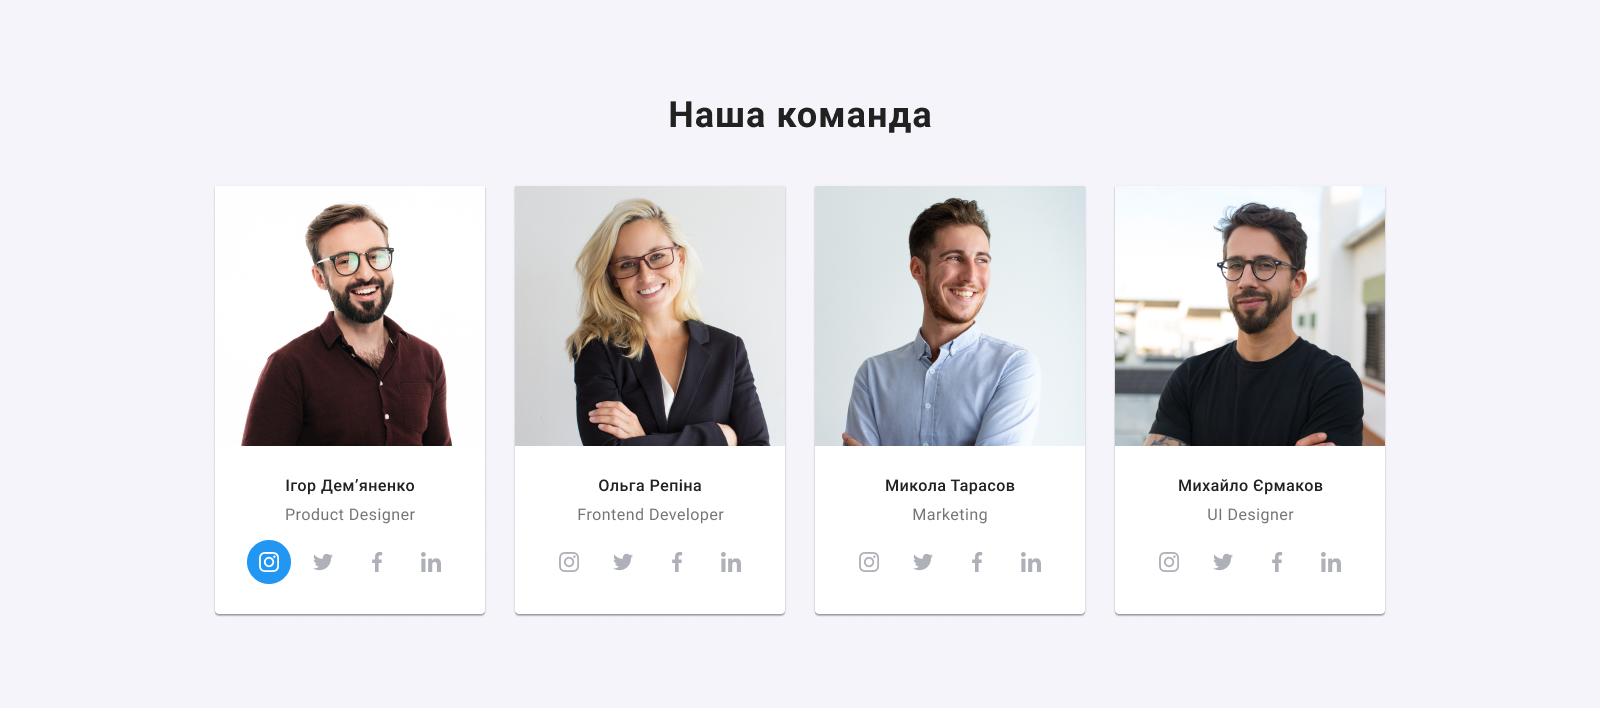 Наша команда
Ігор Дем’яненко
Product Designer
Ольга Репіна
Frontend Developer
Микола Тарасов
Marketing
Михайло Єрмаков
UI Designer